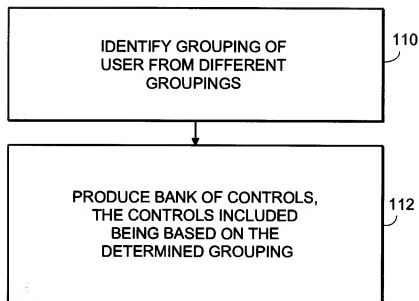 IDENTIFY GROUPING OF
USER FROM DIFFERENT
GROUPINGS
110
PRODUCE BANK OF CONTROLS,
THE CONTROLS INCLUDED
BEING BASED ON THE
DETERMINED GROUPING
112